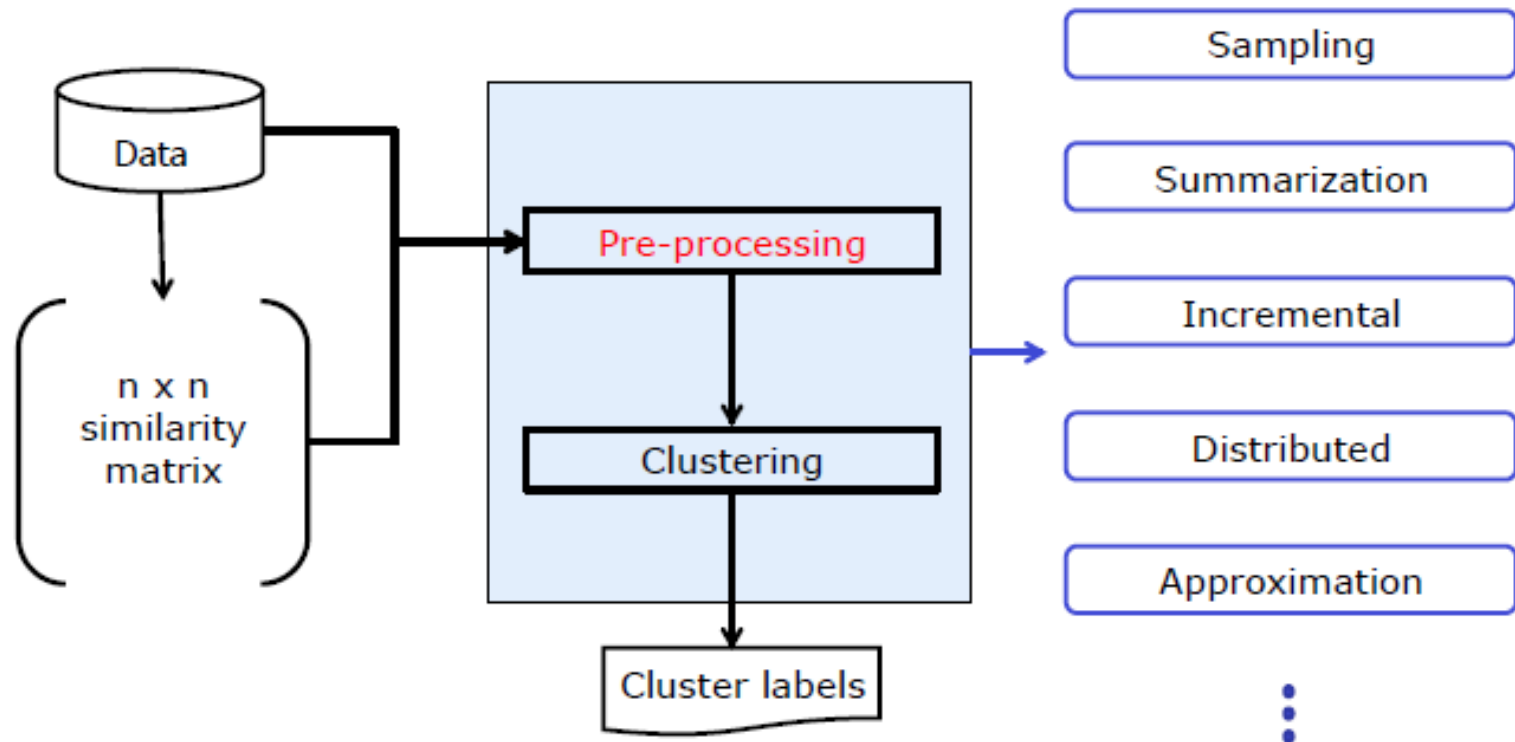 Data
n x n
similarity
matrix
Pre-processing
Clustering
Cluster labels
Sampling
Summarization
Incremental
Distributed
Approximation